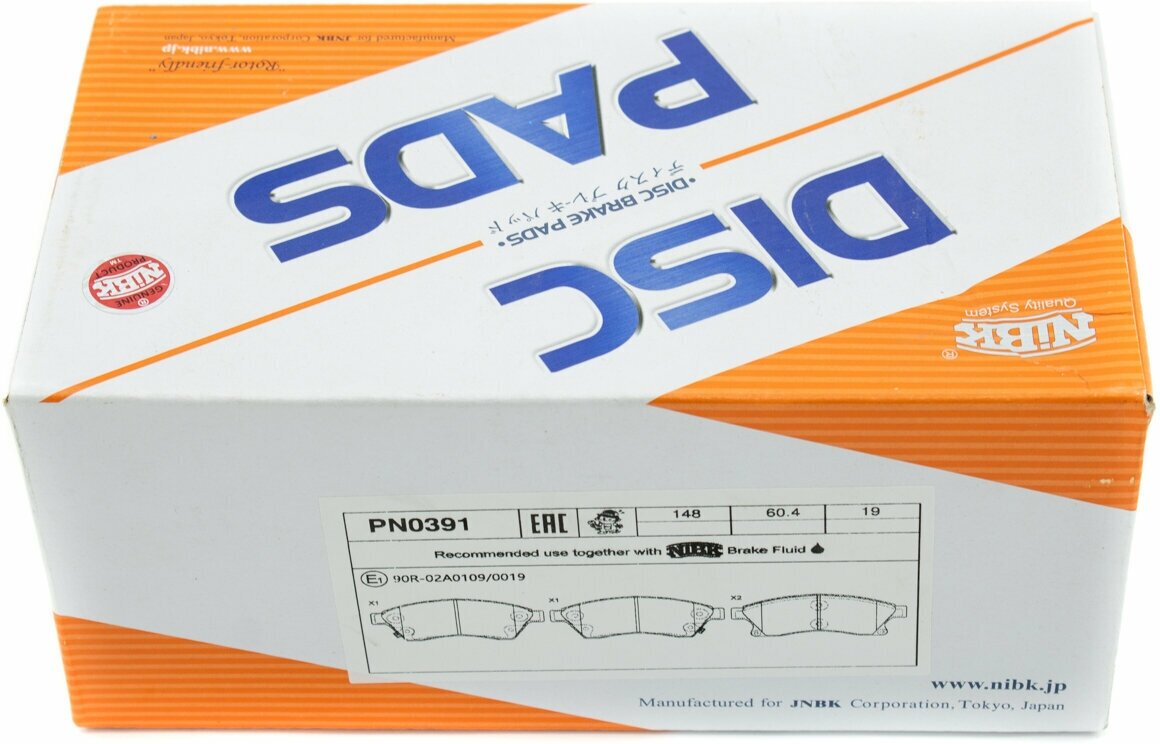 Manufactured for JNBK Corporation, Tokyo, Japan
www.nibk.jp
"Rotor-friendly"
DISC
PADS
•DISC BRAKE PADS•
ディスク ブレーキ パッド
GENUINE
NiBK ®
PRODUCT ™
NiBK ®
Quality System
PN0391 EAC 148 60.4 19
Recommended use together with NiBK Brake Fluid
E1 90R-02A0109/0019
X1 X1 X2
www.nibk.jp
Manufactured for JNBK Corporation, Tokyo, Japan